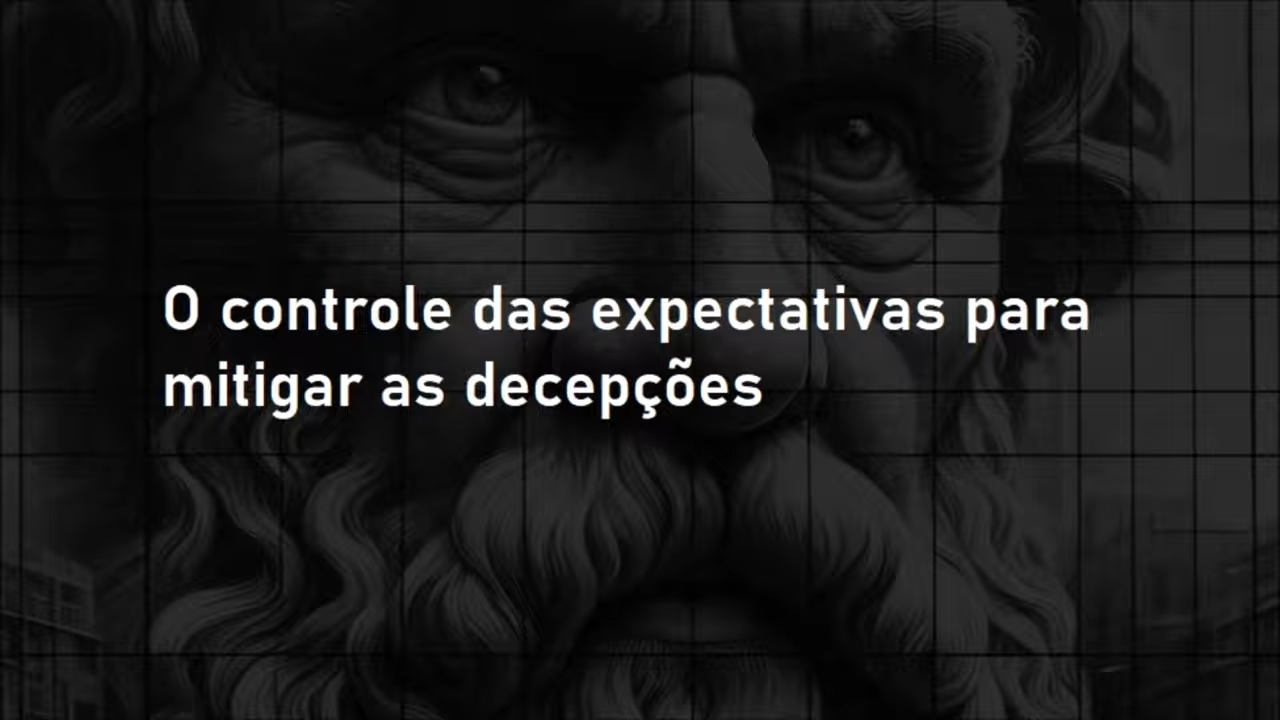 O controle das expectativas para
mitigar as decepções